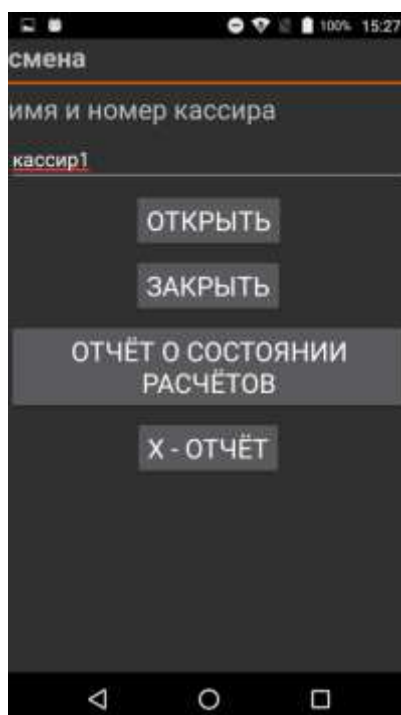 100% 15:27
смена
имя и номер кассира
кассир1
ОТКРЫТЬ
ЗАКРЫТЬ
ОТЧЁТ О СОСТОЯНИИ
РАСЧЁТОВ
X - ОТЧЁТ